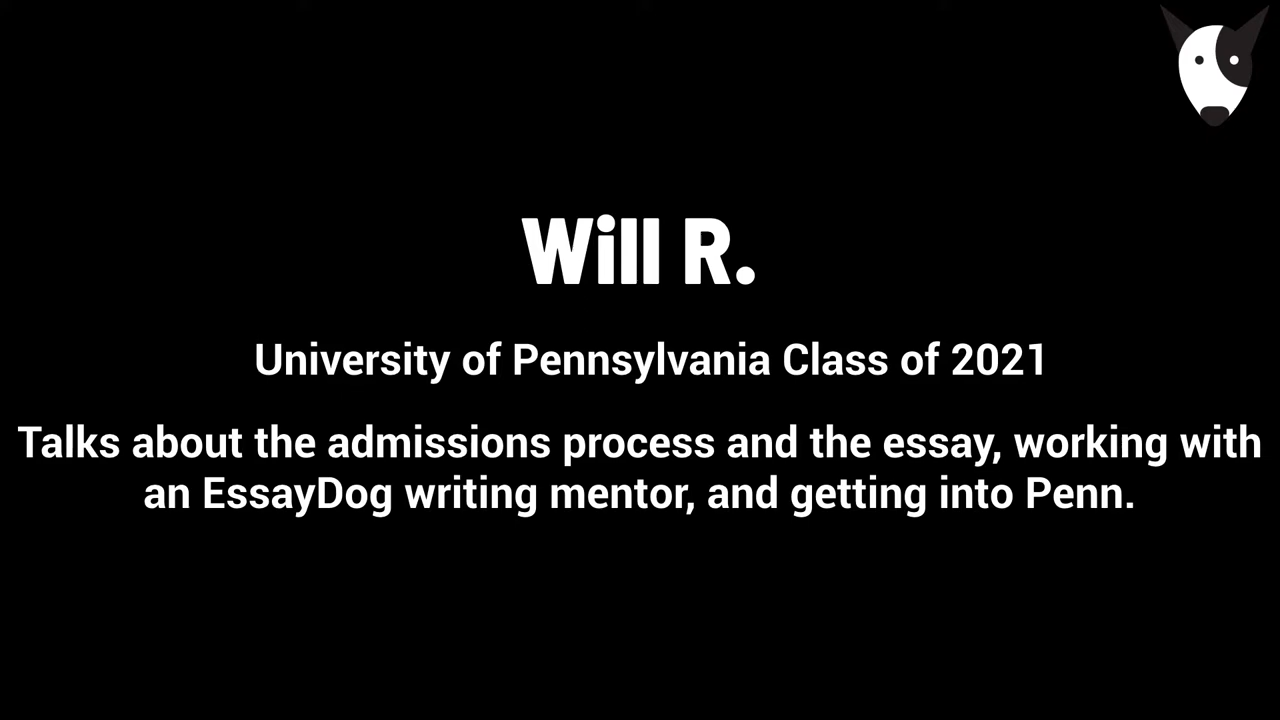 Will R.
University of Pennsylvania Class of 2021
Talks about the admissions process and the essay, working with
an EssayDog writing mentor, and getting into Penn.